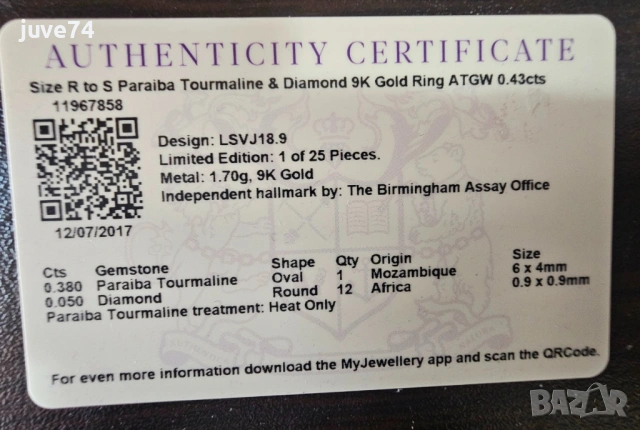 juve74
AUTHENTICITY CERTIFICATE
Size R to S Paraiba Tourmaline & Diamond 9K Gold Ring ATGW 0.43cts
11967858
Design: LSVJ18.9
Limited Edition: 1 of 25 Pieces.
Metal: 1.70g, 9K Gold
Independent hallmark by: The Birmingham Assay Office
12/07/2017
Cts Gemstone Shape Qty Origin Size
0.380 Paraiba Tourmaline Oval 1 Mozambique 6 x 4mm
0.050 Diamond Round 12 Africa 0.9 x 0.9mm
Paraiba Tourmaline treatment: Heat Only
For even more information download the MyJewellery app and scan the QRCode.
BAZAR